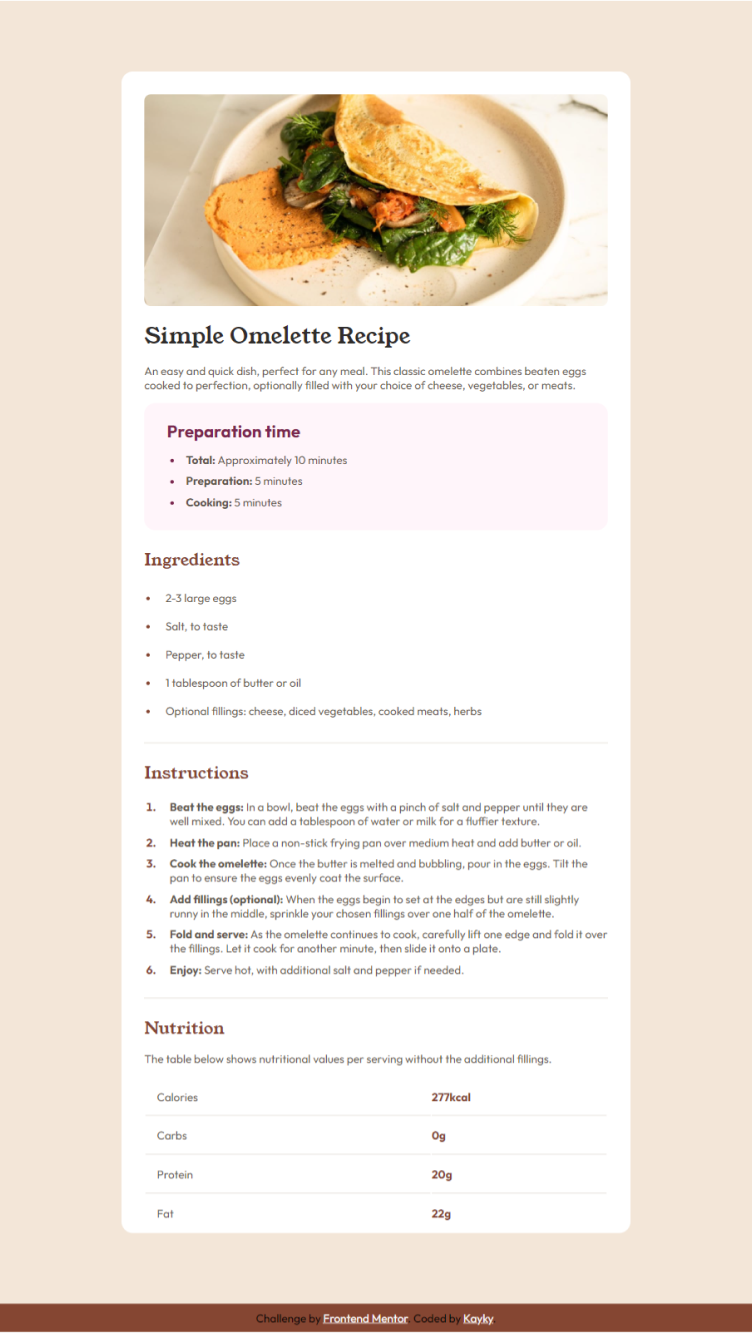 Simple Omelette Recipe
An easy and quick dish, perfect for any meal. This classic omelette combines beaten eggs
cooked to perfection, optionally filled with your choice of cheese, vegetables, or meats.
Preparation time
• Total: Approximately 10 minutes
• Preparation: 5 minutes
• Cooking: 5 minutes
Ingredients
• 2-3 large eggs
• Salt, to taste
• Pepper, to taste
• 1 tablespoon of butter or oil
• Optional fillings: cheese, diced vegetables, cooked meats, herbs
Instructions
1. Beat the eggs: In a bowl, beat the eggs with a pinch of salt and pepper until they are
well mixed. You can add a tablespoon of water or milk for a fluffier texture.
2. Heat the pan: Place a non-stick frying pan over medium heat and add butter or oil.
3. Cook the omelette: Once the butter is melted and bubbling, pour in the eggs. Tilt the
pan to ensure the eggs evenly coat the surface.
4. Add fillings (optional): When the eggs begin to set at the edges but are still slightly
runny in the middle, sprinkle your chosen fillings over one half of the omelette.
5. Fold and serve: As the omelette continues to cook, carefully lift one edge and fold it over
the fillings. Let it cook for another minute, then slide it onto a plate.
6. Enjoy: Serve hot, with additional salt and pepper if needed.
Nutrition
The table below shows nutritional values per serving without the additional fillings.
Calories 277kcal
Carbs 0g
Protein 20g
Fat 22g
Challenge by Frontend Mentor. Coded by Kayky.